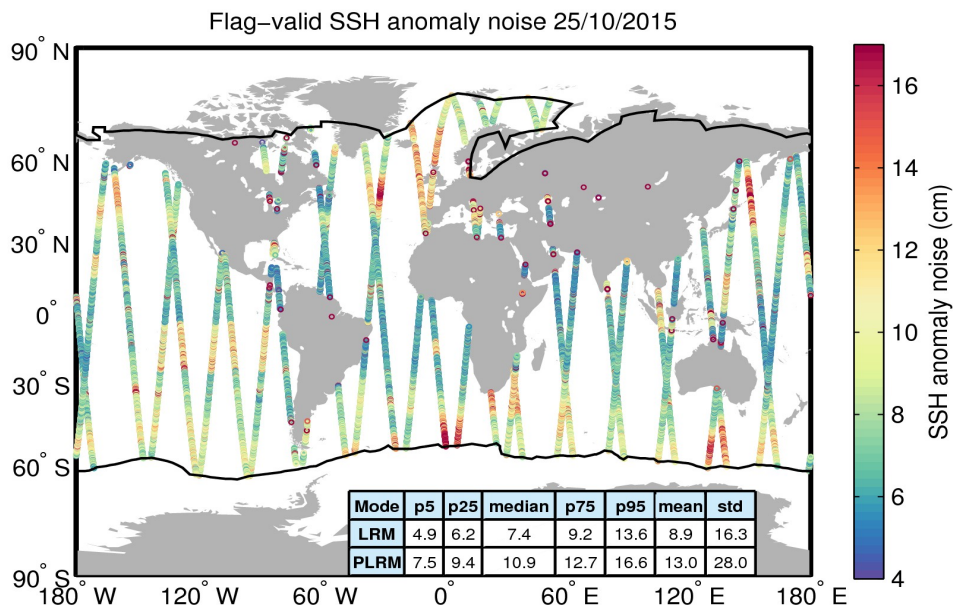 Flag−valid SSH anomaly noise 25/10/2015
90° N
60° N
30° N
0°
30° S
60° S
90° S
180° W 120° W 60° W 0° 60° E 120° E 180° E
Mode p5 p25 median p75 p95 mean std
LRM 4.9 6.2 7.4 9.2 13.6 8.9 16.3
PLRM 7.5 9.4 10.9 12.7 16.6 13.0 28.0
16
14
12
10
8
6
4
SSH anomaly noise (cm)